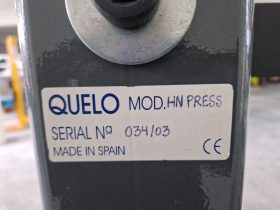 QUELO MOD. HN PRESS
SERIAL Nº 034/03
MADE IN SPAIN CE